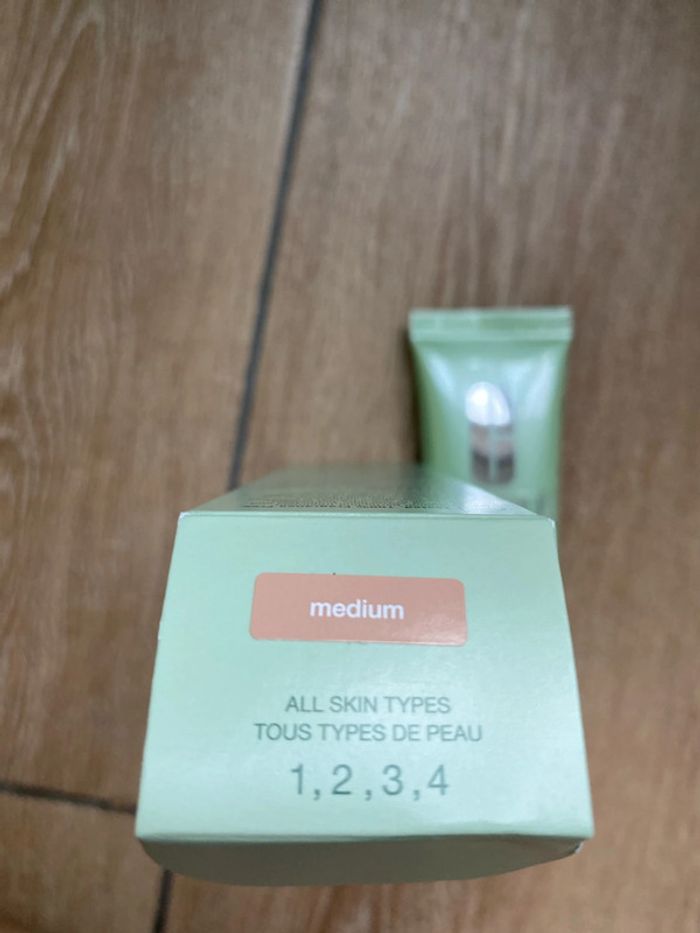 medium
ALL SKIN TYPES
TOUS TYPES DE PEAU
1, 2, 3, 4